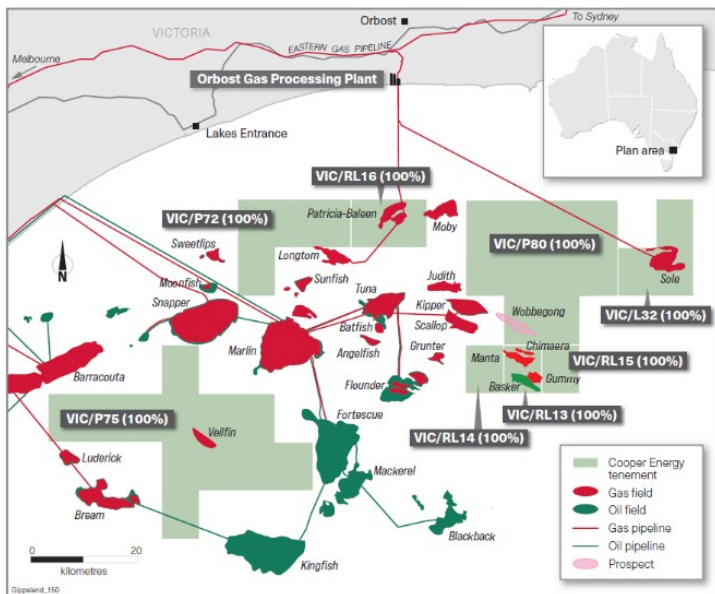 VICTORIA
Orbost
To Sydney
EASTERN GAS PIPELINE
Melbourne
Orbost Gas Processing Plant
Lakes Entrance
Plan area
VIC/RL16 (100%)
VIC/P72 (100%)
Patricia-Baleen
Moby
VIC/P80 (100%)
Sweetlips
Longtom
N
Moonfish
Sunfish
Judith
Sole
Snapper
Tuna
Kipper
Wobbegong
VIC/L32 (100%)
Marlin
Batfish
Scallop
Angelfish
Grunter
Chimaera
Manta
VIC/RL15 (100%)
Barracouta
Flounder
Basker
Gummy
VIC/RL13 (100%)
VIC/P75 (100%)
Fortescue
VIC/RL14 (100%)
Vellfin
Luderick
Mackerel
Bream
Blackback
Kingfish
0 20
kilometres
Gippsland_150
Cooper Energy
tenement
Gas field
Oil field
Gas pipeline
Oil pipeline
Prospect